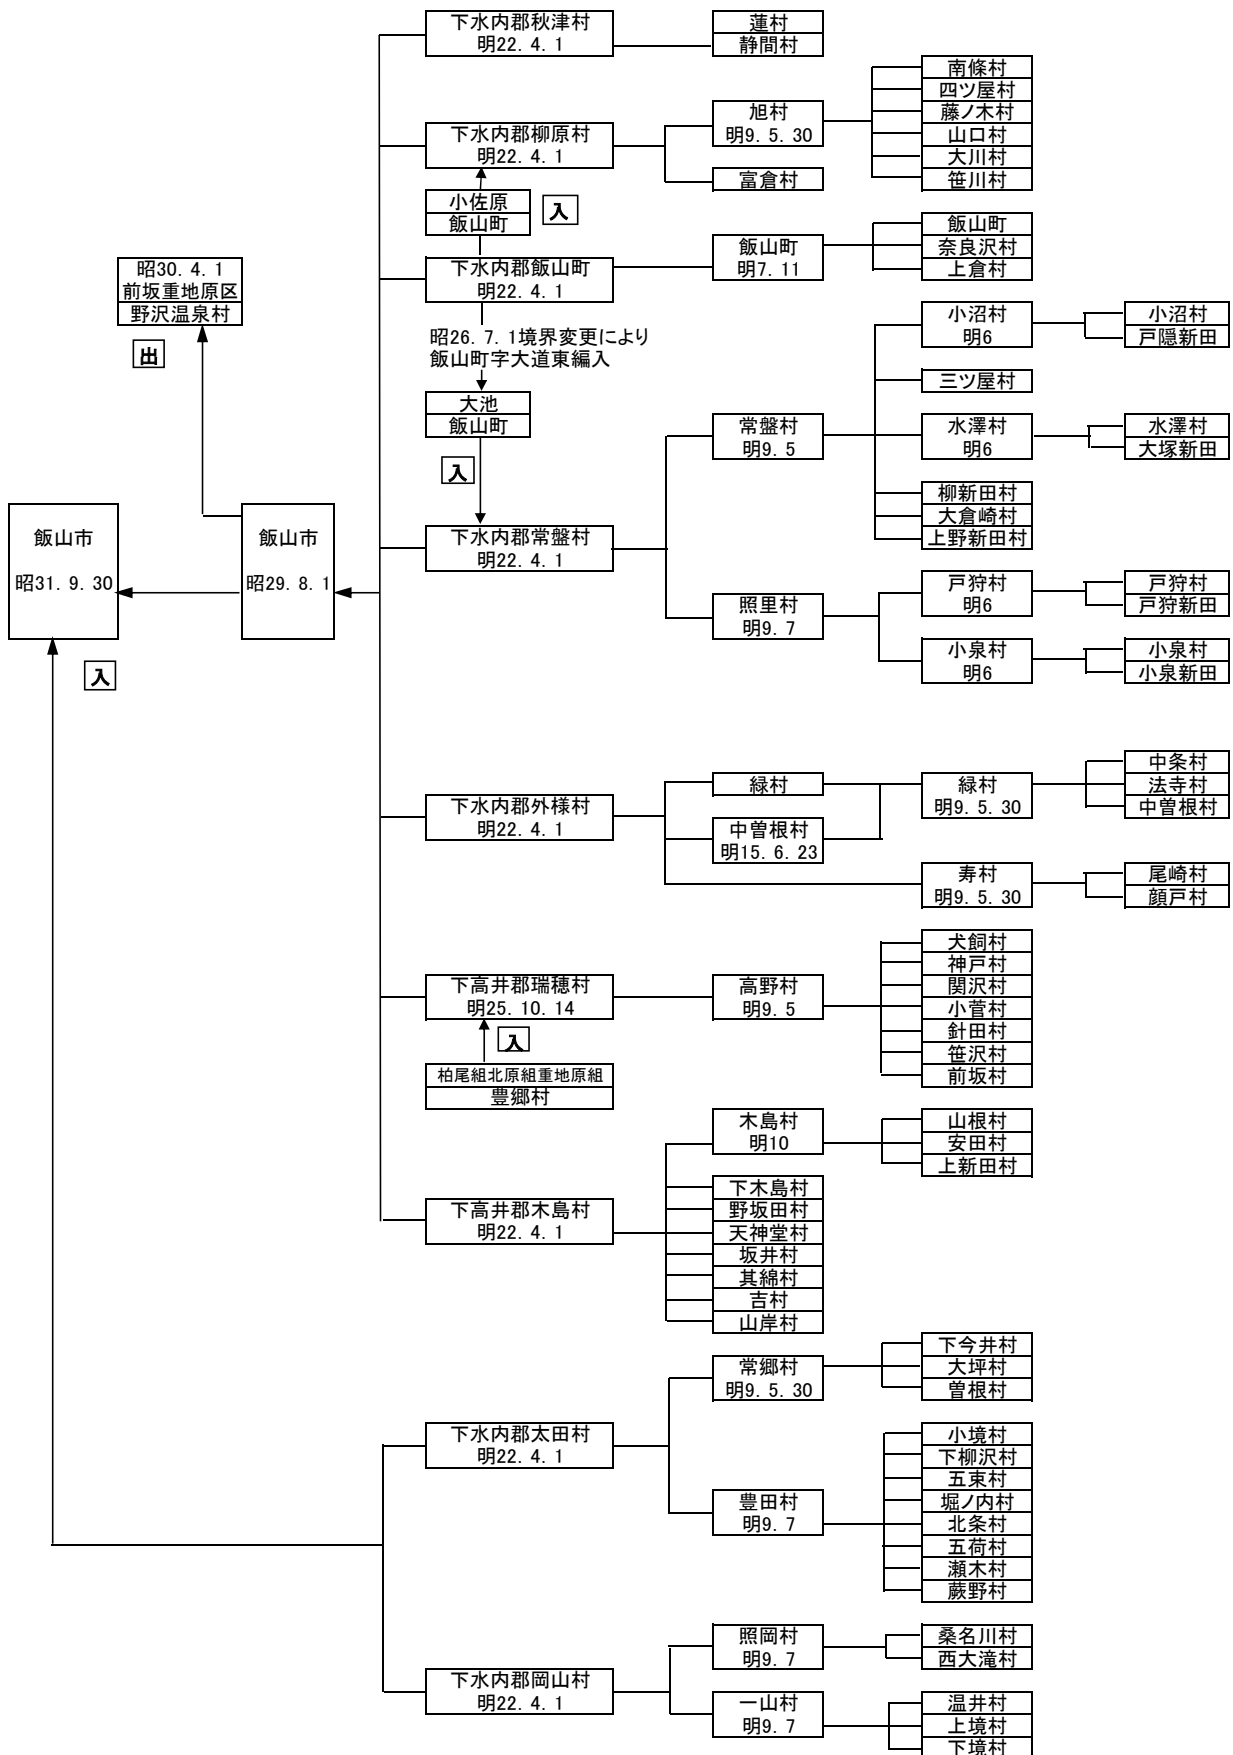 下水内郡秋津村
明22. 4. 1
蓮村
静間村
下水内郡柳原村
明22. 4. 1
旭村
明9. 5. 30
富倉村
南條村
四ツ屋村
藤ノ木村
山口村
大川村
笹川村
小佐原
飯山町
入
下水内郡飯山町
明22. 4. 1
飯山町
明7. 11
飯山町
奈良沢村
上倉村
昭30. 4. 1
前坂重地原区
野沢温泉村
出
昭26. 7. 1境界変更により
飯山町字大道東編入
大池
飯山町
入
下水内郡常盤村
明22. 4. 1
常盤村
明9. 5
小沼村
明6
小沼村
戸隠新田
三ツ屋村
水澤村
明6
水澤村
大塚新田
柳新田村
大倉崎村
上野新田村
照里村
明9. 7
戸狩村
明6
戸狩村
戸狩新田
小泉村
明6
小泉村
小泉新田
飯山市
昭31. 9. 30
飯山市
昭29. 8. 1
入
下水内郡外様村
明22. 4. 1
緑村
中曽根村
明15. 6. 23
緑村
明9. 5. 30
中条村
法寺村
中曽根村
寿村
明9. 5. 30
尾崎村
顔戸村
下高井郡瑞穂村
明25. 10. 14
入
柏尾組北原組重地原組
豊郷村
高野村
明9. 5
犬飼村
神戸村
関沢村
小菅村
針田村
笹沢村
前坂村
下高井郡木島村
明22. 4. 1
木島村
明10
山根村
安田村
上新田村
下木島村
野坂田村
天神堂村
坂井村
其綿村
吉村
山岸村
下水内郡太田村
明22. 4. 1
常郷村
明9. 5. 30
下今井村
大坪村
曽根村
豊田村
明9. 7
小境村
下柳沢村
五束村
堀ノ内村
北条村
五荷村
瀬木村
蕨野村
下水内郡岡山村
明22. 4. 1
照岡村
明9. 7
桑名川村
西大滝村
一山村
明9. 7
温井村
上境村
下境村